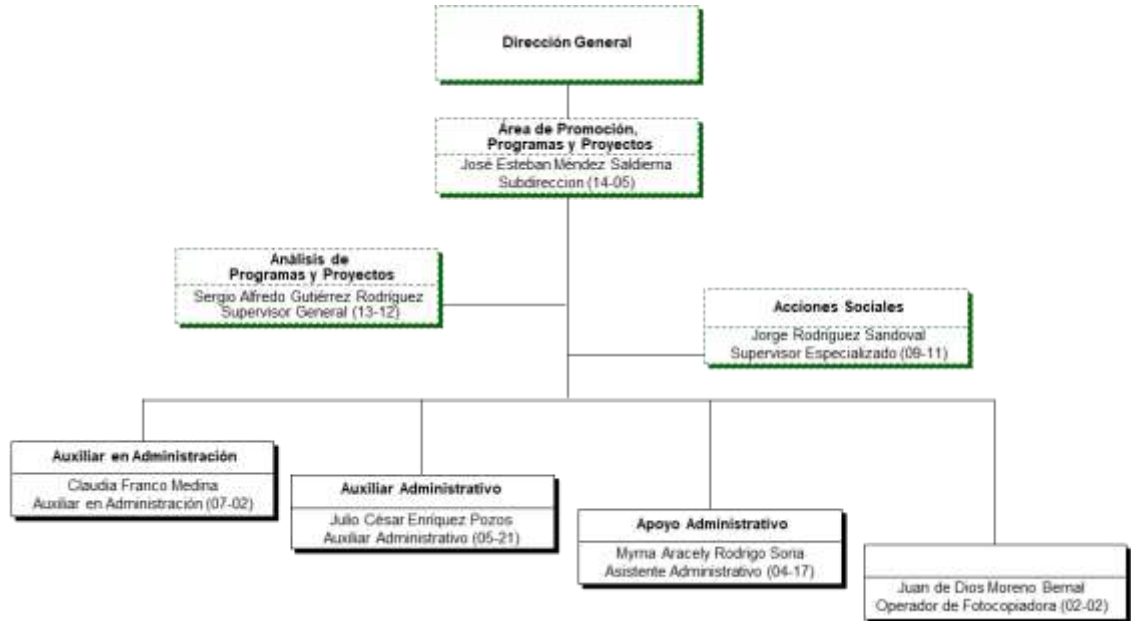 Dirección General
Área de Promoción,
Programas y Proyectos
José Esteban Méndez Saldierna
Subdireccion (14-05)
Análisis de
Programas y Proyectos
Sergio Alfredo Gutiérrez Rodríguez
Supervisor General (13-12)
Acciones Sociales
Jorge Rodríguez Sandoval
Supervisor Especializado (09-11)
Auxiliar en Administración
Claudia Franco Medina
Auxiliar en Administración (07-02)
Auxiliar Administrativo
Julio César Enríquez Pozos
Auxiliar Administrativo (05-21)
Apoyo Administrativo
Myrna Aracely Rodrigo Soria
Asistente Administrativo (04-17)
Juan de Dios Moreno Bernal
Operador de Fotocopiadora (02-02)